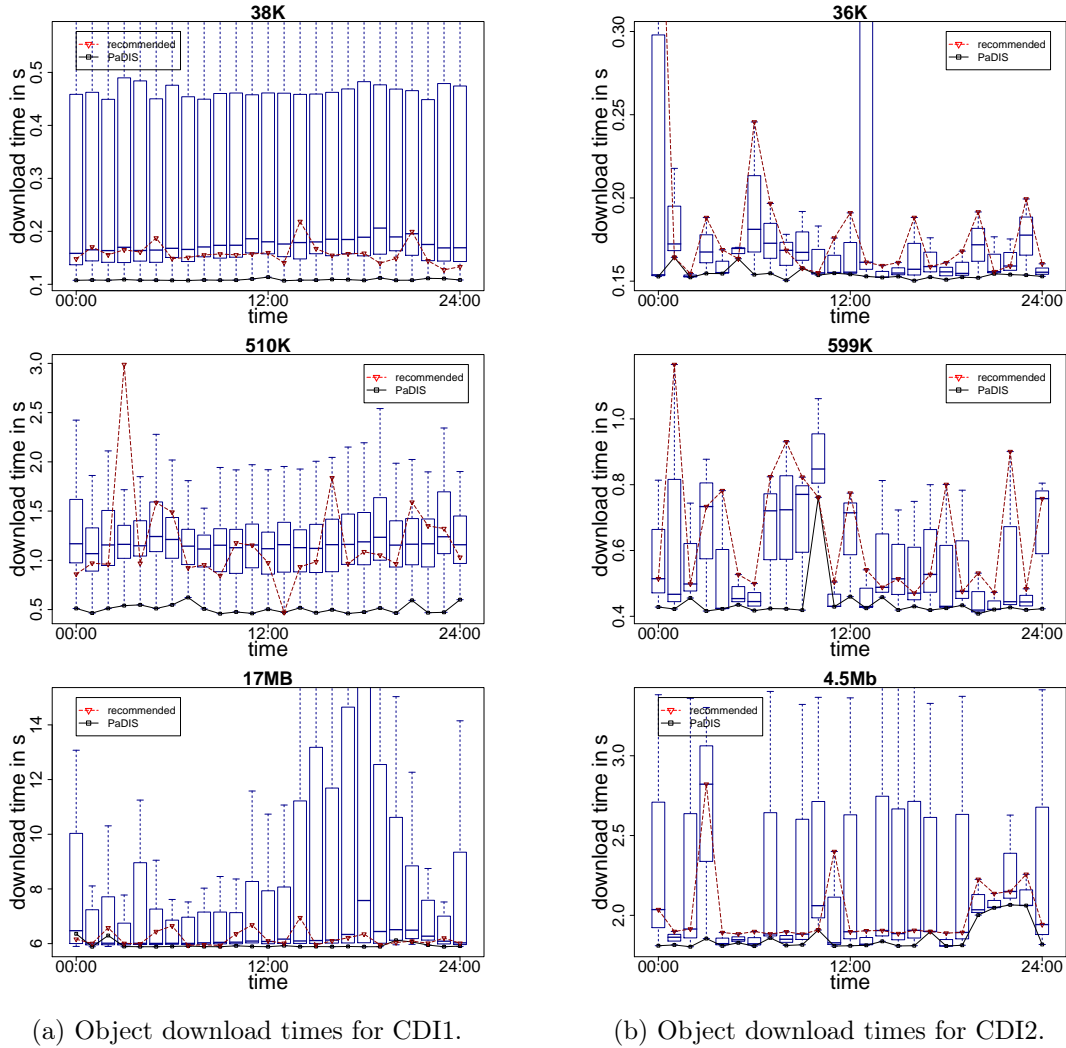 38K
download time in s
0.1 0.2 0.3 0.4 0.5
recommended
PaDIS
00:00 12:00 24:00
time
36K
download time in s
0.15 0.20 0.25 0.30
recommended
PaDIS
00:00 12:00 24:00
time
510K
download time in s
0.5 1.0 1.5 2.0 2.5 3.0
recommended
PaDIS
00:00 12:00 24:00
time
599K
download time in s
0.4 0.6 0.8 1.0
recommended
PaDIS
00:00 12:00 24:00
time
17MB
download time in s
6 8 10 12 14
recommended
PaDIS
00:00 12:00 24:00
time
4.5Mb
download time in s
2.0 2.5 3.0
recommended
PaDIS
00:00 12:00 24:00
time
(a) Object download times for CDI1.
(b) Object download times for CDI2.